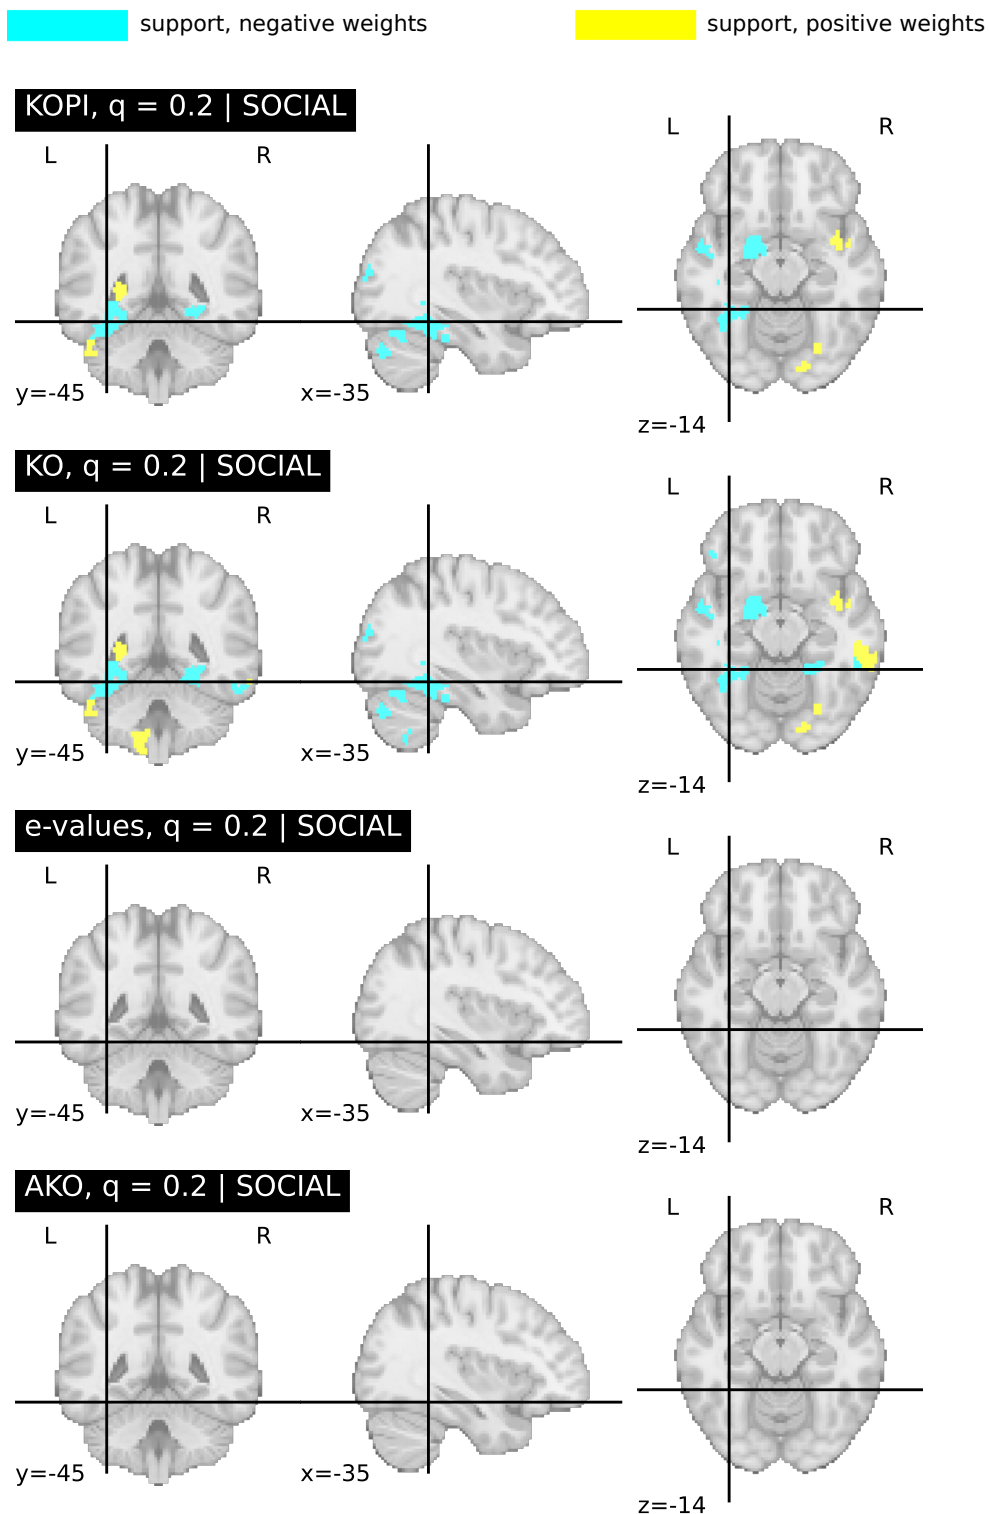 support, negative weights
support, positive weights
KOPI, q = 0.2 | SOCIAL
L R
L R
y=-45
x=-35
z=-14
KO, q = 0.2 | SOCIAL
L R
L R
y=-45
x=-35
z=-14
e-values, q = 0.2 | SOCIAL
L R
L R
y=-45
x=-35
z=-14
AKO, q = 0.2 | SOCIAL
L R
L R
y=-45
x=-35
z=-14